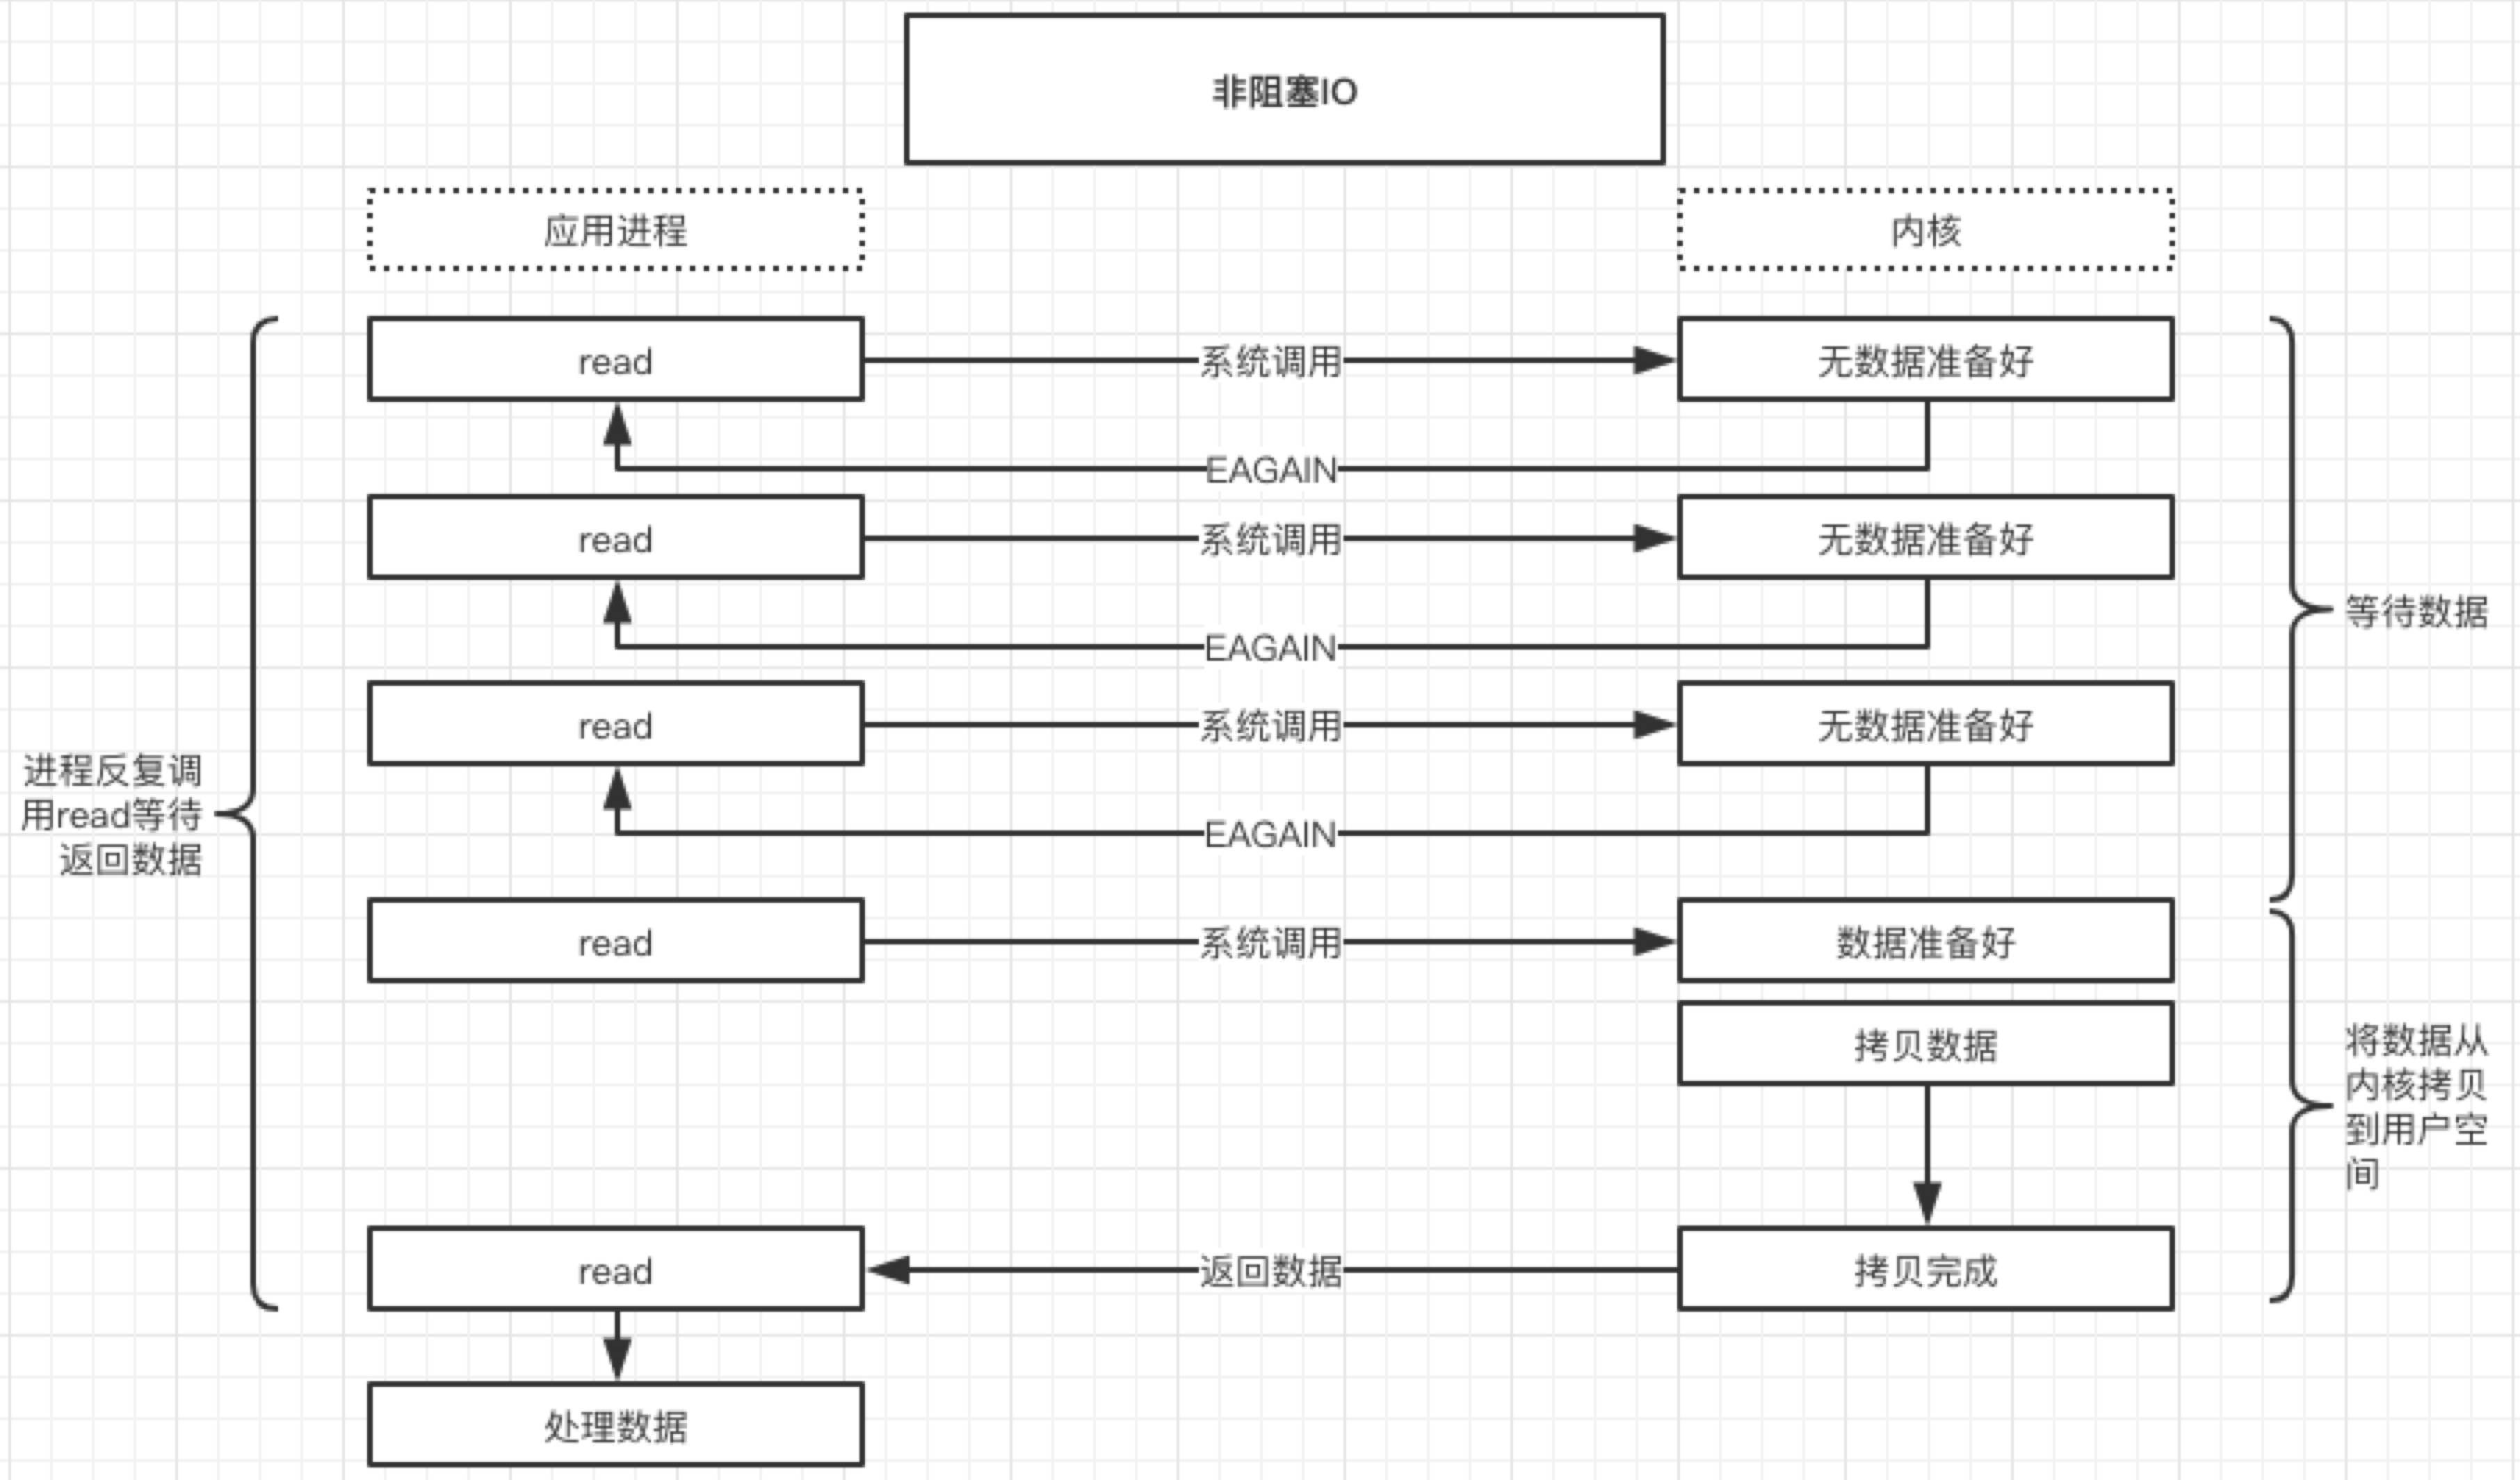 非阻塞IO
应用进程
内核
read
系统调用
无数据准备好
EAGAIN
read
系统调用
无数据准备好
等待数据
EAGAIN
read
系统调用
无数据准备好
进程反复调
用read等待
返回数据
EAGAIN
read
系统调用
数据准备好
拷贝数据
将数据从
内核拷贝
到用户空
间
read
返回数据
拷贝完成
处理数据